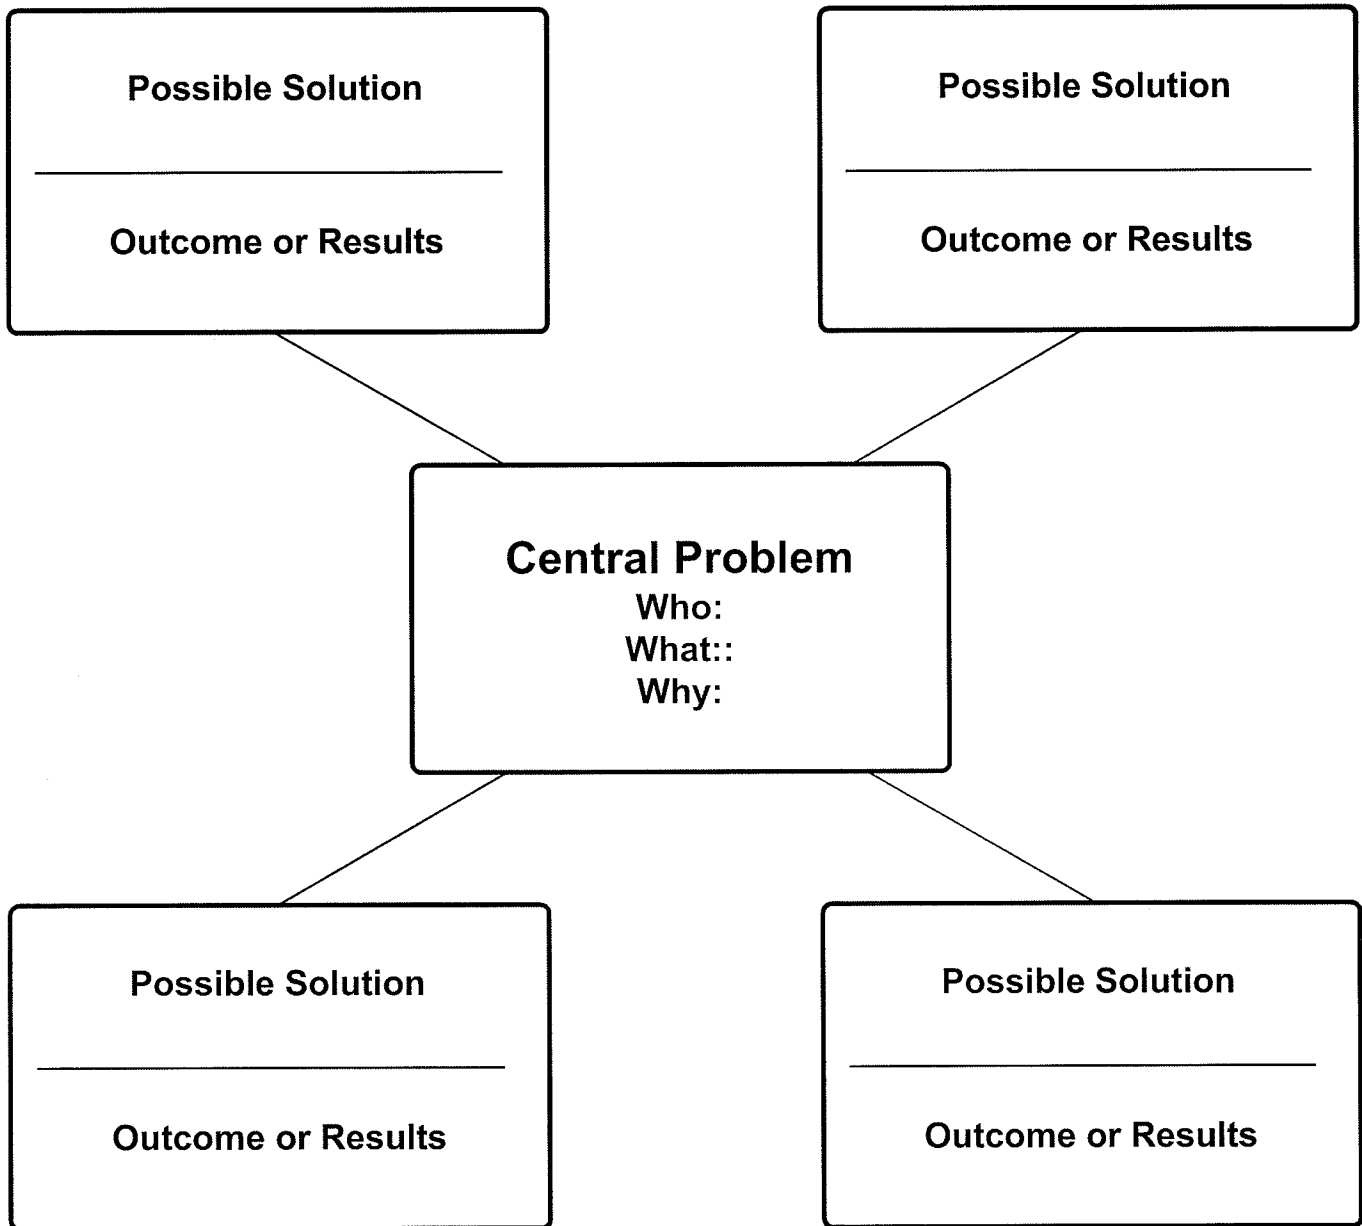 Possible Solution
Outcome or Results
Possible Solution
Outcome or Results
Central Problem
Who:
What::
Why:
Possible Solution
Outcome or Results
Possible Solution
Outcome or Results